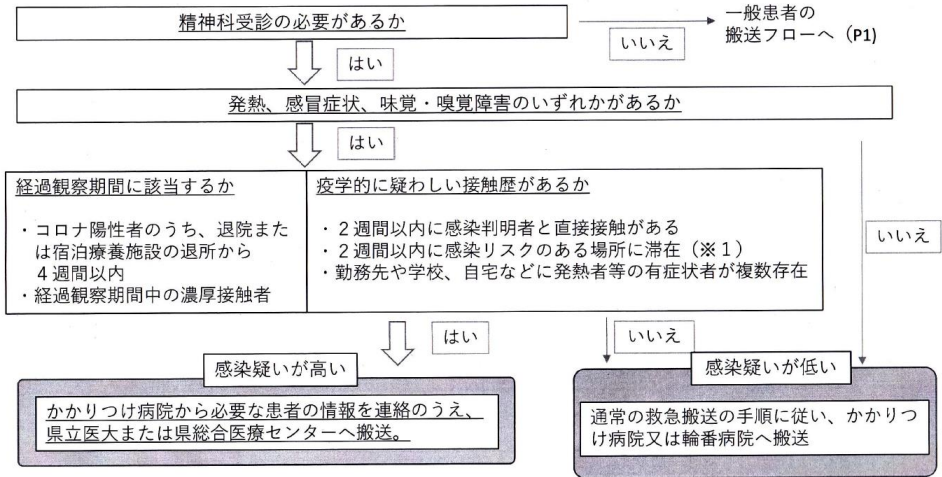 精神科受診の必要があるか
いいえ
一般患者の
搬送フローへ（P1)
はい
発熱、感冒症状、味覚・嗅覚障害のいずれかがあるか
はい
いいえ
経過観察期間に該当するか
・コロナ陽性者のうち、退院また
は宿泊療養施設の退所から
４週間以内
・経過観察期間中の濃厚接触者
疫学的に疑わしい接触歴があるか
・２週間以内に感染判明者と直接接触がある
・２週間以内に感染リスクのある場所に滞在（※１）
・勤務先や学校、自宅などに発熱者等の有症状者が複数存在
はい
いいえ
感染疑いが高い
かかりつけ病院から必要な患者の情報を連絡のうえ、
県立医大または県総合医療センターへ搬送。
感染疑いが低い
通常の救急搬送の手順に従い、かかりつ
け病院又は輪番病院へ搬送